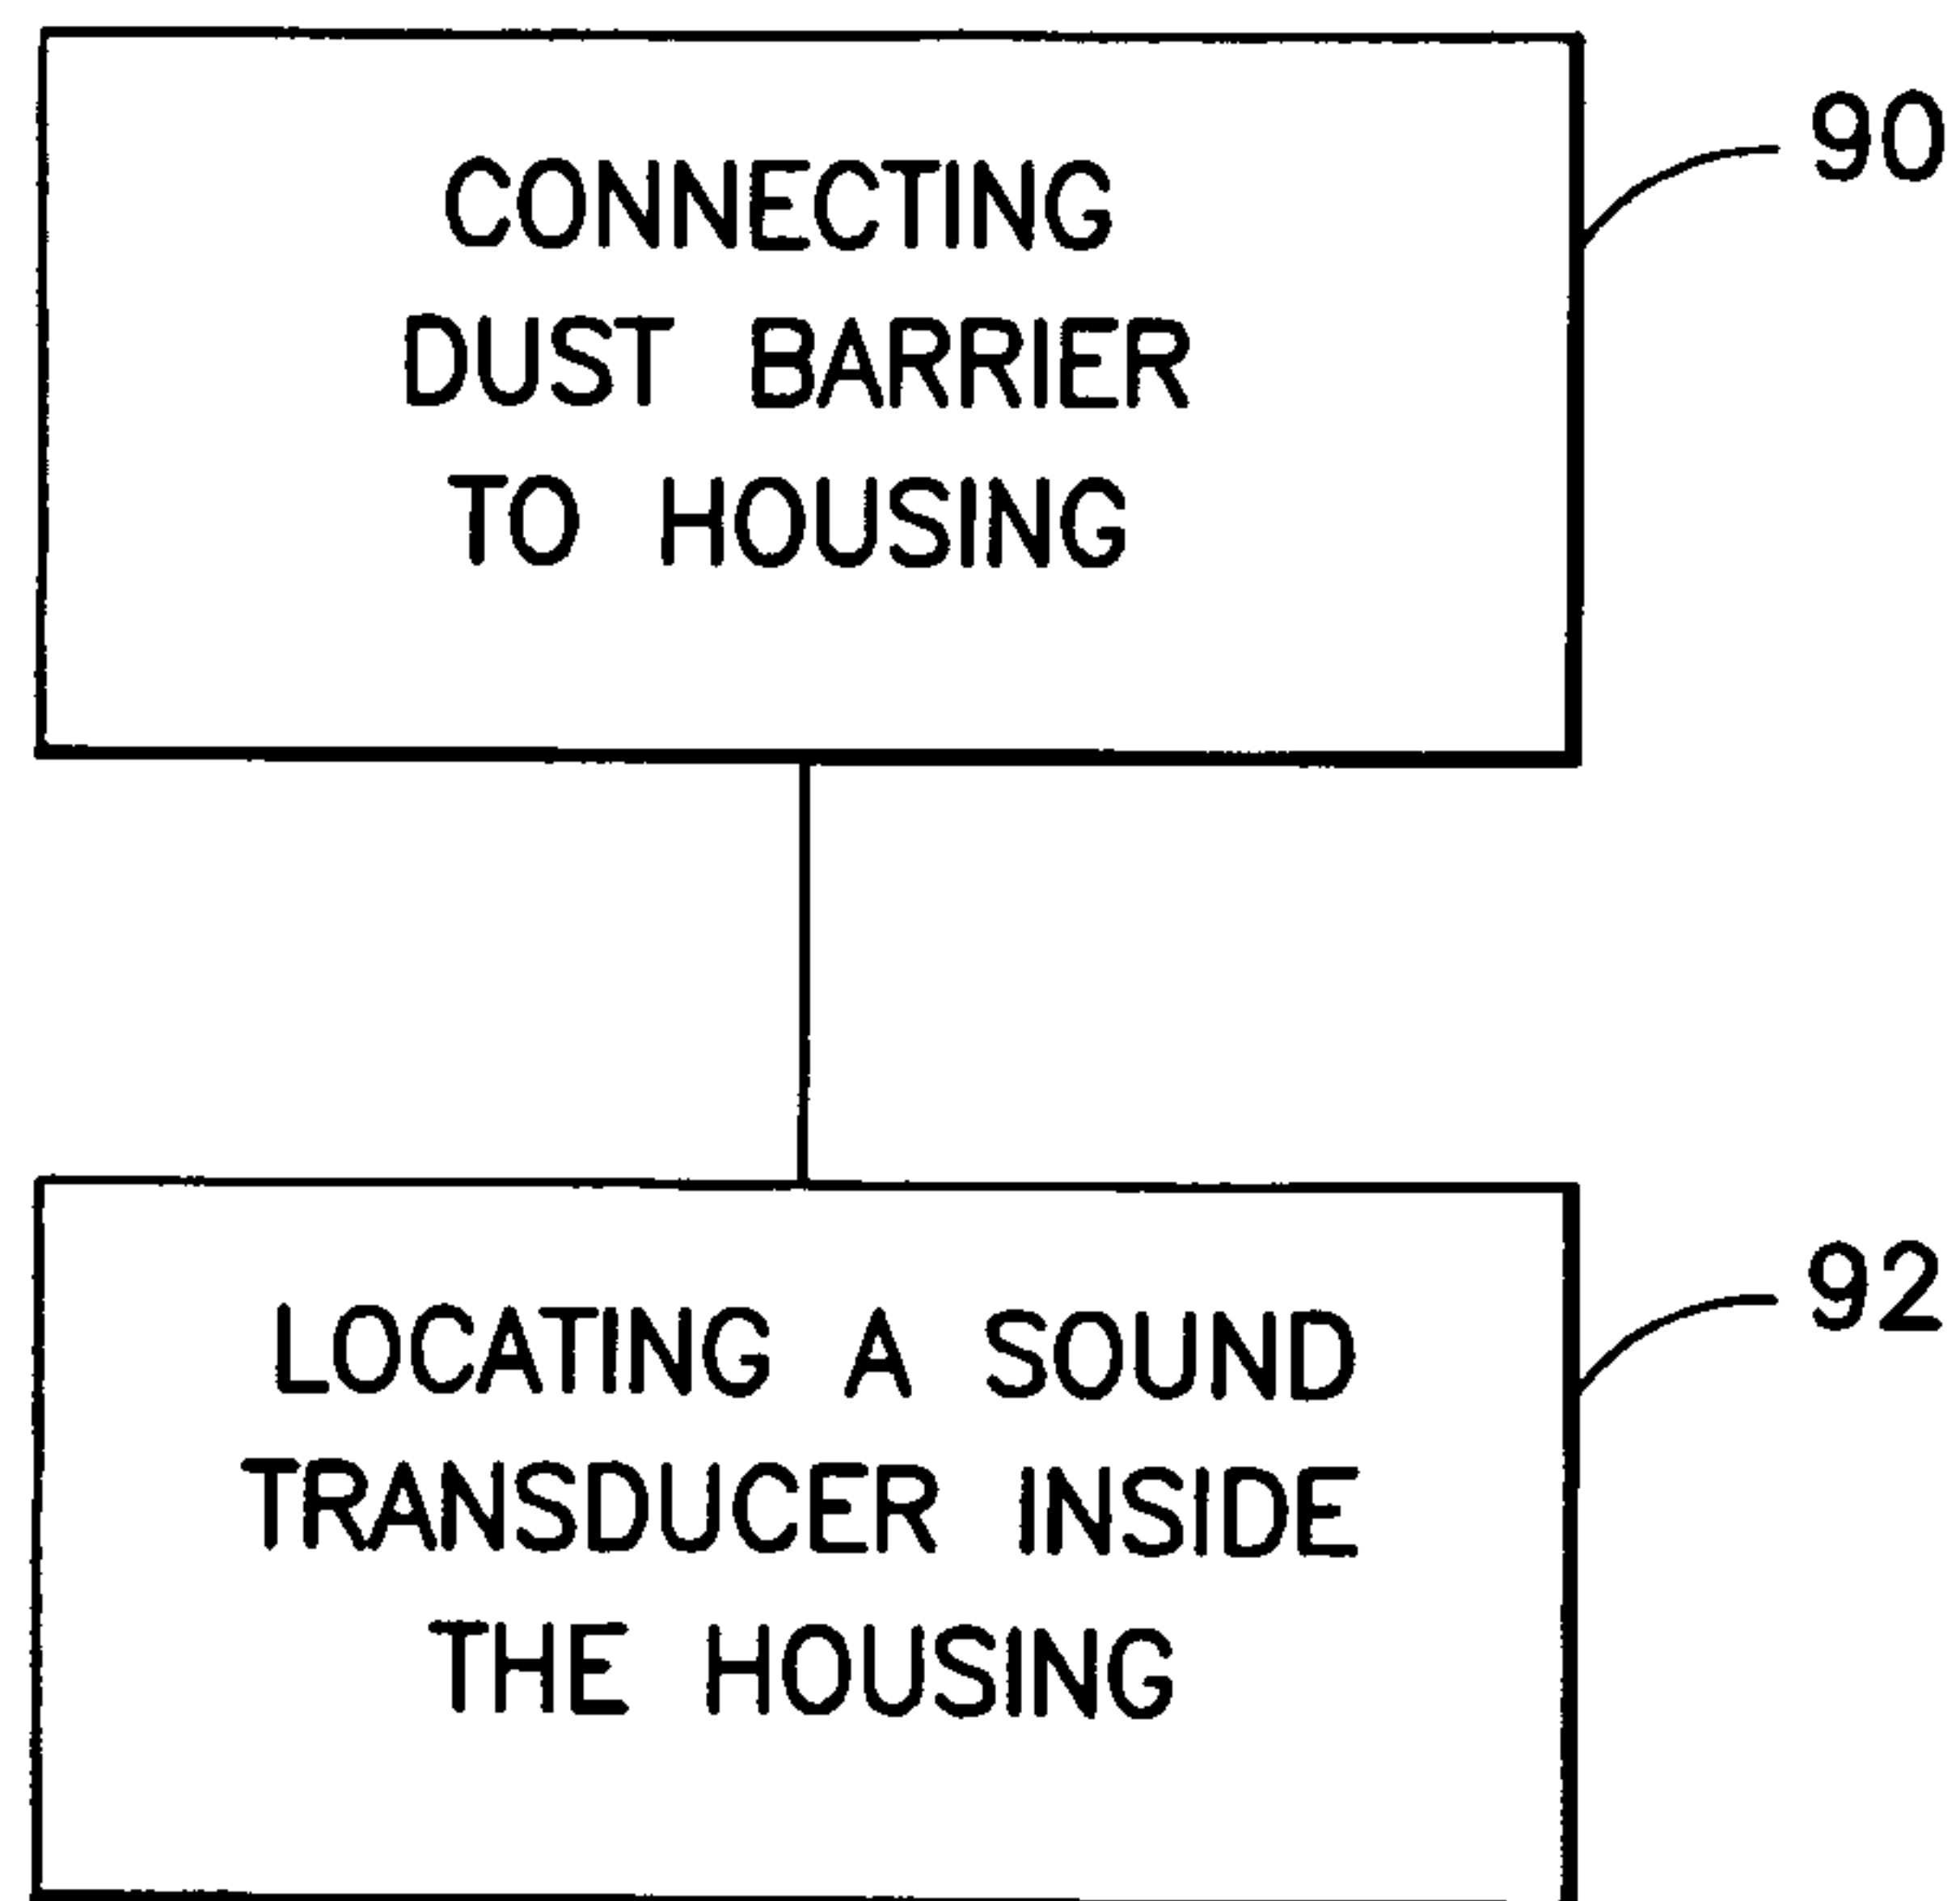 CONNECTING
DUST BARRIER
TO HOUSING
90
LOCATING A SOUND
TRANSDUCER INSIDE
THE HOUSING
92